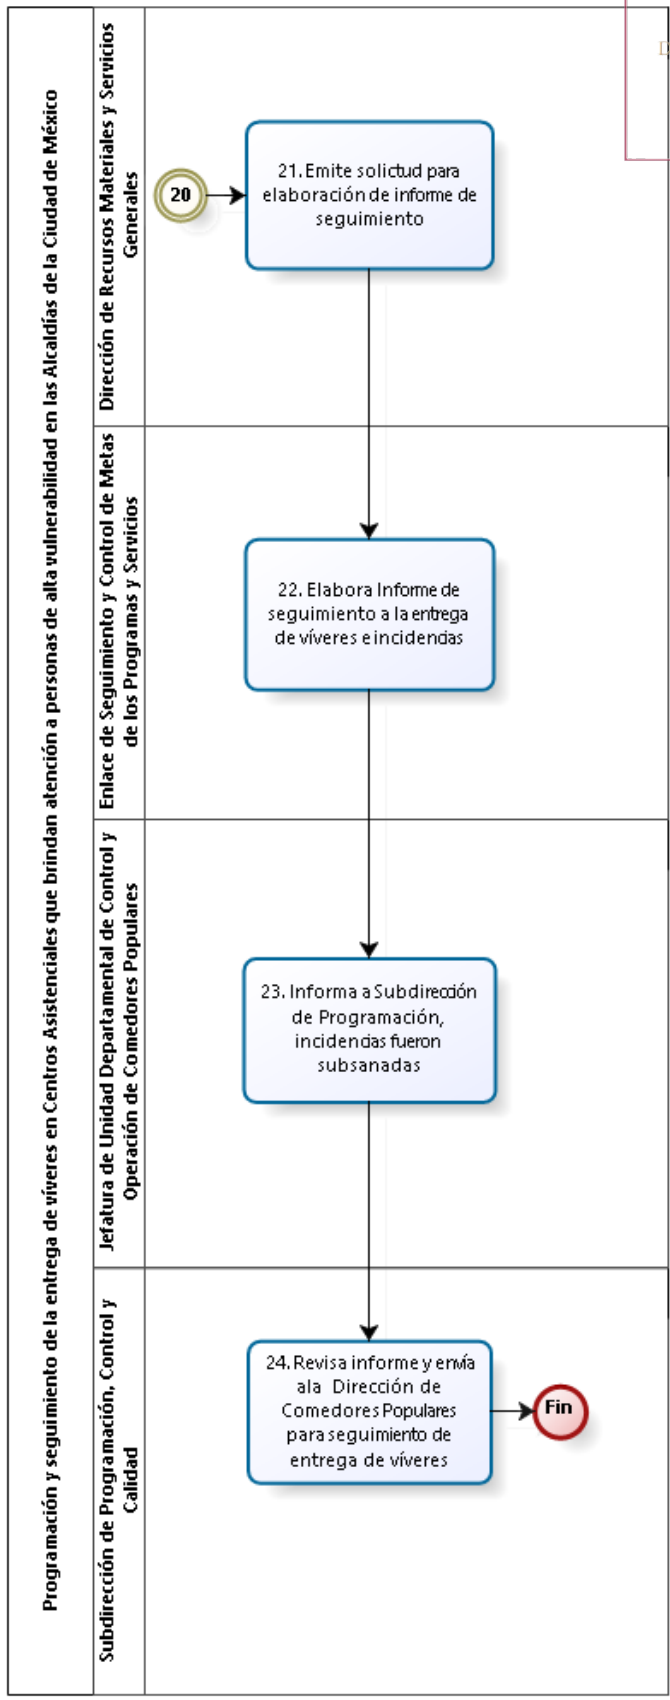 Programación y seguimiento de la entrega de víveres en Centros Asistenciales que brindan atención a personas de alta vulnerabilidad en las Alcaldías de la Ciudad de México
Dirección de Recursos Materiales y Servicios
Generales
20
21. Emite solictud para
elaboración de informe de
seguimiento
Enlace de Seguimiento y Control de Metas
de los Programas y Servicios
22. Elabora Informe de
seguimiento a la entrega
de víveres e incidencias
Jefatura de Unidad Departamental de Control y
Operación de Comedores Populares
23. Informa a Subdirección
de Programación,
incidencias fueron
subsanadas
Subdirección de Programación, Control y
Calidad
24. Revisa informe y envía
ala Dirección de
Comedores Populares
para seguimiento de
entrega de víveres
Fin